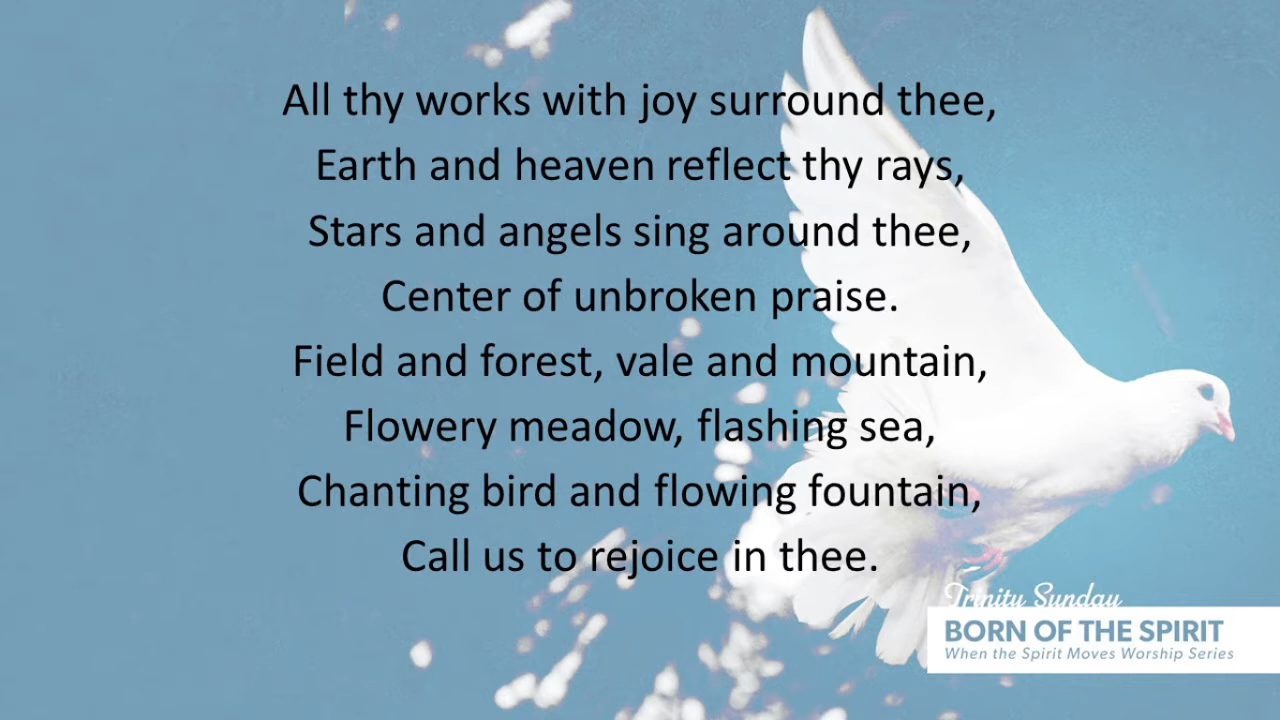 All thy works with joy surround thee,
Earth and heaven reflect thy rays,
Stars and angels sing around thee,
Center of unbroken praise.
Field and forest, vale and mountain,
Flowery meadow, flashing sea,
Chanting bird and flowing fountain,
Call us to rejoice in thee.
Trinity Sunday
BORN OF THE SPIRIT
When the Spirit Moves Worship Series